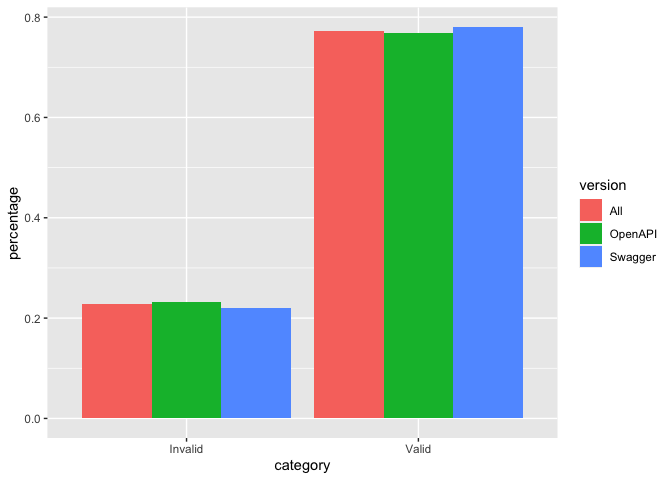 0.8
0.6
0.4
0.2
0.0
percentage
Invalid
Valid
category
version
All
OpenAPI
Swagger